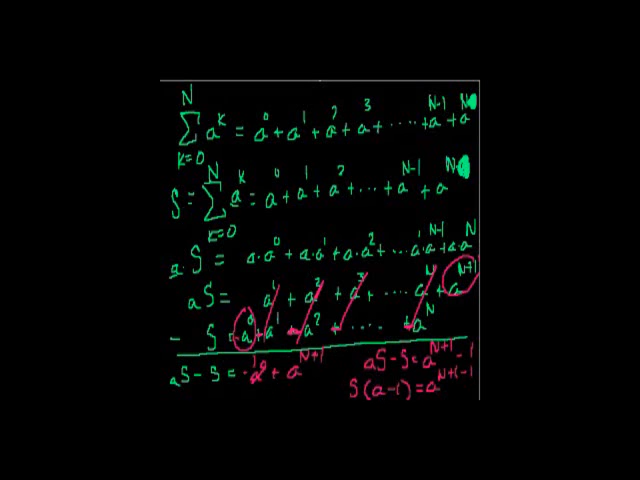 N
∑ a^k = a^0 + a^1 + a^2 + a^3 + ..... + a^{N-1} + a^N
k=0
S = ∑_{k=0}^{N} a^k = a^0 + a^1 + a^2 + ... + a^{N-1} + a^N
a.S = a.a^0 + a.a^1 + a.a^2 + ... a.a^{N-1} + a.a^N
aS = a^1 + a^2 + a^3 + .... a^N + a^{N+1}
- S = -a^0 + a^1 + a^2 + ..... + a^N
aS - S = -a^0 + a^{N+1}
aS - S = a^{N+1} - 1
S(a-1) = a^{N+1} - 1